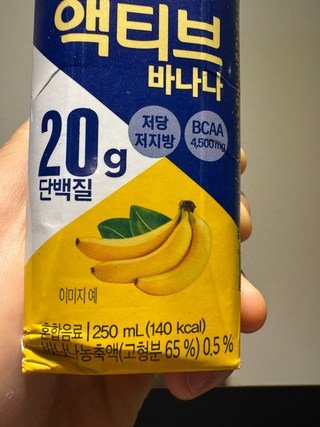 액티브
바나나
20g
단백질
저당
저지방
BCAA
4,500mg
이미지 예
혼합음료 | 250 mL (140 kcal)
바나나농축액(고형분 65 %) 0.5 %